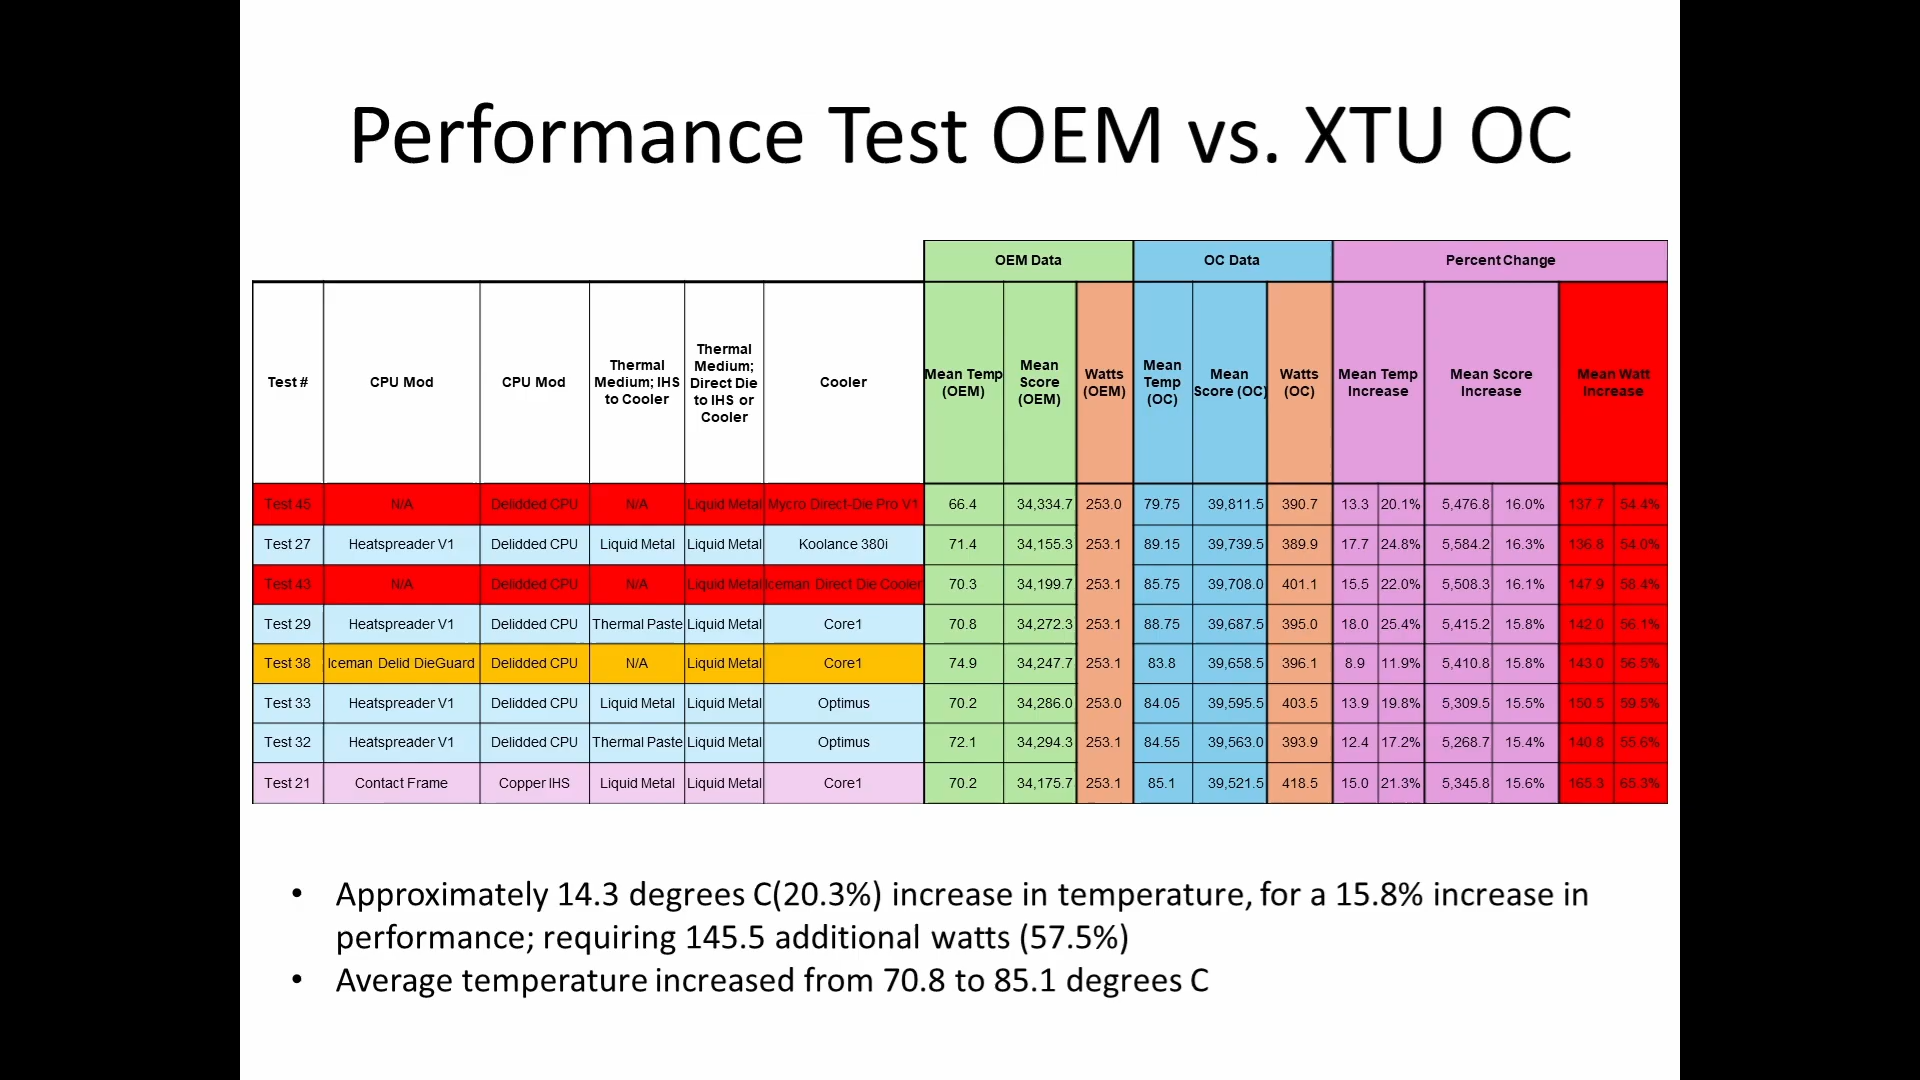 Performance Test OEM vs. XTU OC
OEM Data OC Data Percent Change
Test # CPU Mod CPU Mod Thermal Medium; IHS to Cooler Thermal Medium; Direct Die to IHS or Cooler Cooler Mean Temp (OEM) Mean Score (OEM) Watts (OEM) Mean Temp (OC) Mean Score (OC) Watts (OC) Mean Temp Increase Mean Score Increase Mean Watt Increase
Test 45 N/A Delidded CPU N/A Liquid Metal Mycro Direct-Die Pro V1 66.4 34,334.7 253.0 79.75 39,811.5 390.7 13.3 20.1% 5,476.8 16.0% 137.7 54.4%
Test 27 Heatspreader V1 Delidded CPU Liquid Metal Liquid Metal Koolance 380i 71.4 34,155.3 253.1 89.15 39,739.5 389.9 17.7 24.8% 5,584.2 16.3% 136.8 54.0%
Test 43 N/A Delidded CPU N/A Liquid Metal Iceman Direct Die Cooler 70.3 34,199.7 253.1 85.75 39,708.0 401.1 15.5 22.0% 5,508.3 16.1% 147.9 58.4%
Test 29 Heatspreader V1 Delidded CPU Thermal Paste Liquid Metal Core1 70.8 34,272.3 253.1 88.75 39,687.5 395.0 18.0 25.4% 5,415.2 15.8% 142.0 56.1%
Test 38 Iceman Delid DieGuard Delidded CPU N/A Liquid Metal Core1 74.9 34,247.7 253.1 83.8 39,658.5 396.1 8.9 11.9% 5,410.8 15.8% 143.0 56.5%
Test 33 Heatspreader V1 Delidded CPU Liquid Metal Liquid Metal Optimus 70.2 34,286.0 253.0 84.05 39,595.5 403.5 13.9 19.8% 5,309.5 15.5% 150.5 59.5%
Test 32 Heatspreader V1 Delidded CPU Thermal Paste Liquid Metal Optimus 72.1 34,294.3 253.1 84.55 39,563.0 393.9 12.4 17.2% 5,268.7 15.4% 140.8 55.6%
Test 21 Contact Frame Copper IHS Liquid Metal Liquid Metal Core1 70.2 34,175.7 253.1 85.1 39,521.5 418.5 15.0 21.3% 5,345.8 15.6% 165.3 65.3%
• Approximately 14.3 degrees C(20.3%) increase in temperature, for a 15.8% increase in
performance; requiring 145.5 additional watts (57.5%)
• Average temperature increased from 70.8 to 85.1 degrees C